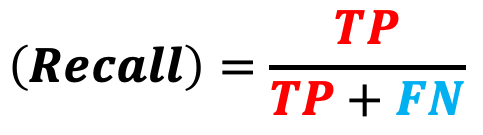 (Recall) = TP / TP + FN